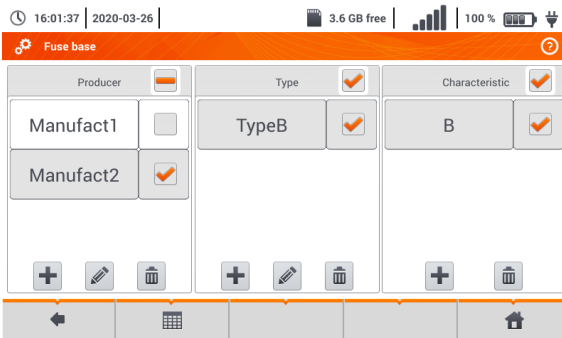 16:01:37 2020-03-26 3.6 GB free 100 %
Fuse base ?
Producer Type Characteristic
Manufact1 TypeB B
Manufact2